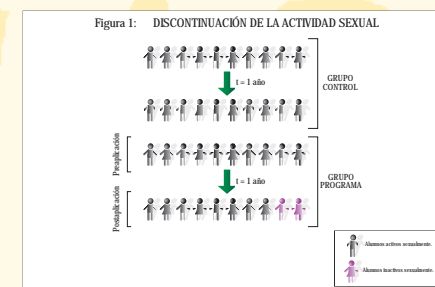 Figura 1: DISCONTINUACIÓN DE LA ACTIVIDAD SEXUAL
t = 1 año
GRUPO
CONTROL
Preaplicación
t = 1 año
GRUPO
PROGRAMA
Postaplicación
Alumnos activos sexualmente.
Alumnos inactivos sexualmente.